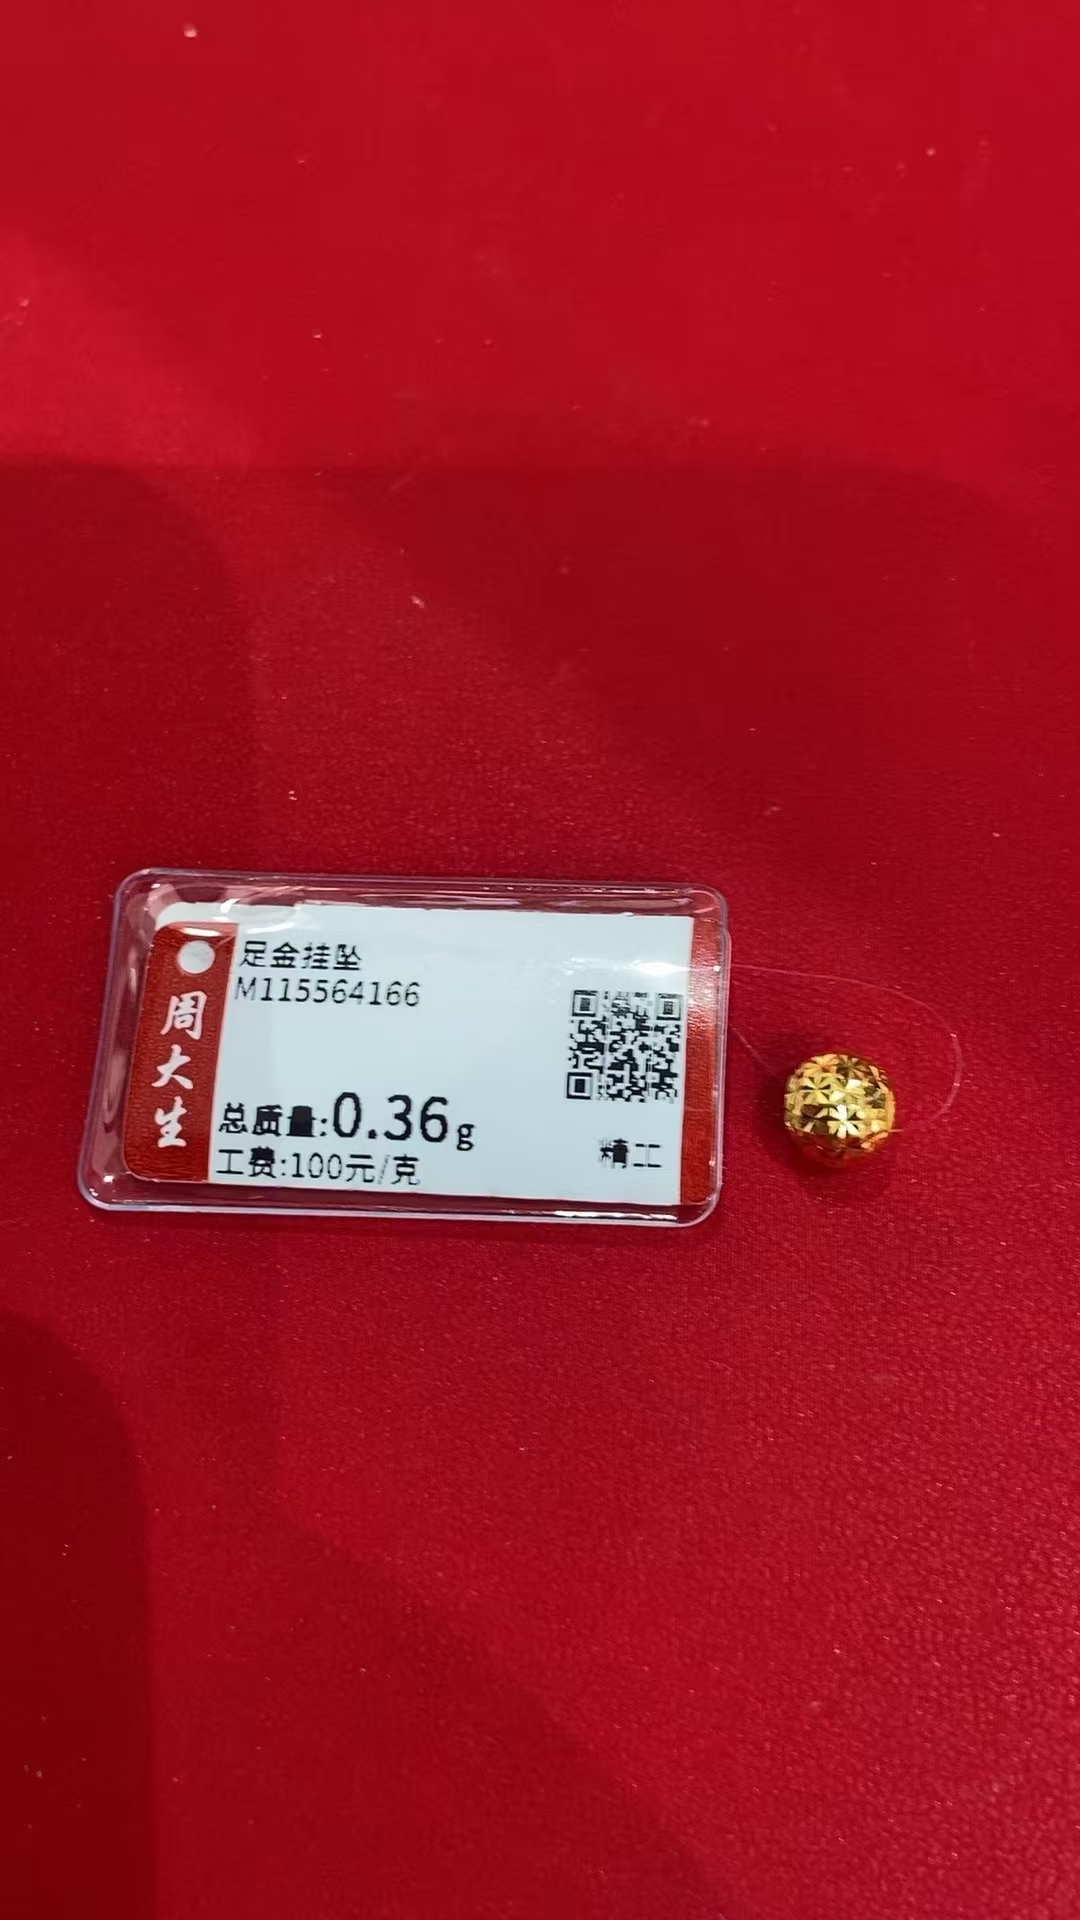 周大生
足金挂坠
M115564166
总质量:0.36g
工费:100元/克
精工